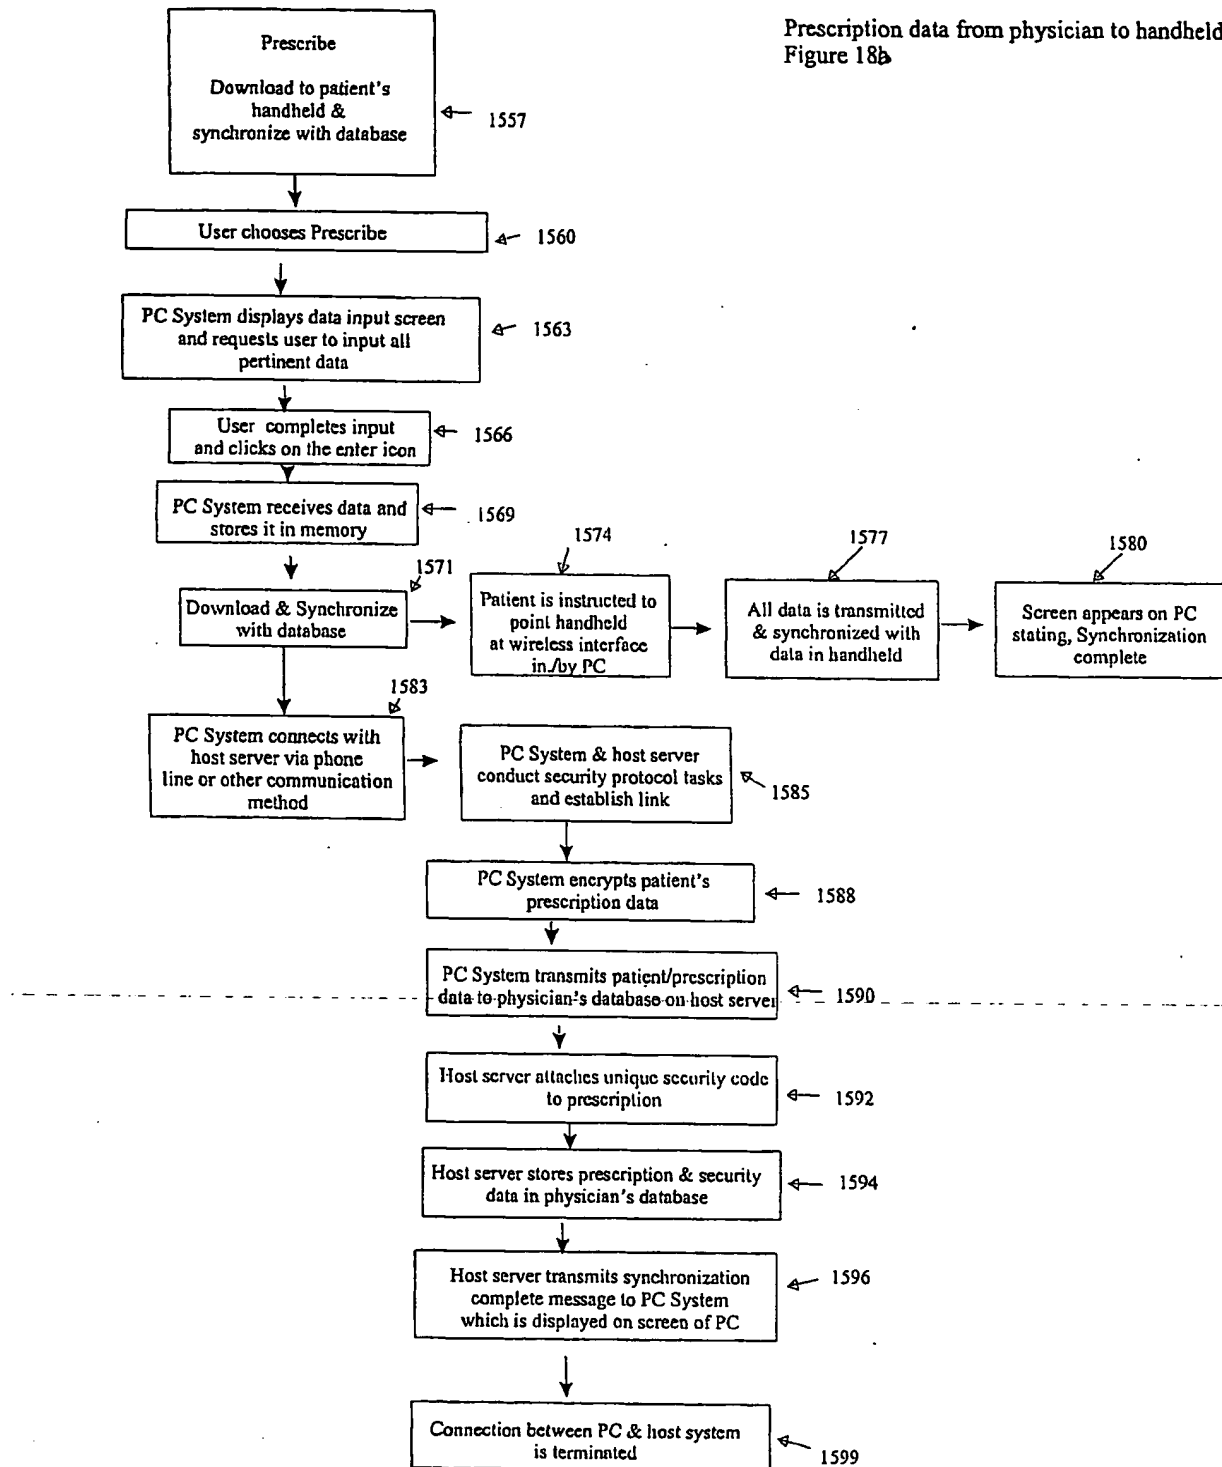 Prescription data from physician to handheld
Figure 18b
Prescribe
Download to patient's
handheld &
synchronize with database
1557
User chooses Prescribe
1560
PC System displays data input screen
and requests user to input all
pertinent data
1563
User completes input
and clicks on the enter icon
1566
PC System receives data and
stores it in memory
1569
Download & Synchronize
with database
1571
Patient is instructed to
point handheld
at wireless interface
in./by PC
1574
All data is transmitted
& synchronized with
data in handheld
1577
Screen appears on PC
stating, Synchronization
complete
1580
PC System connects with
host server via phone
line or other communication
method
1583
PC System & host server
conduct security protocol tasks
and establish link
1585
PC System encrypts patient's
prescription data
1588
PC System transmits patient/prescription
data to physician's database on host server
1590
Host server attaches unique security code
to prescription
1592
Host server stores prescription & security
data in physician's database
1594
Host server transmits synchronization
complete message to PC System
which is displayed on screen of PC
1596
Connection between PC & host system
is terminated
1599